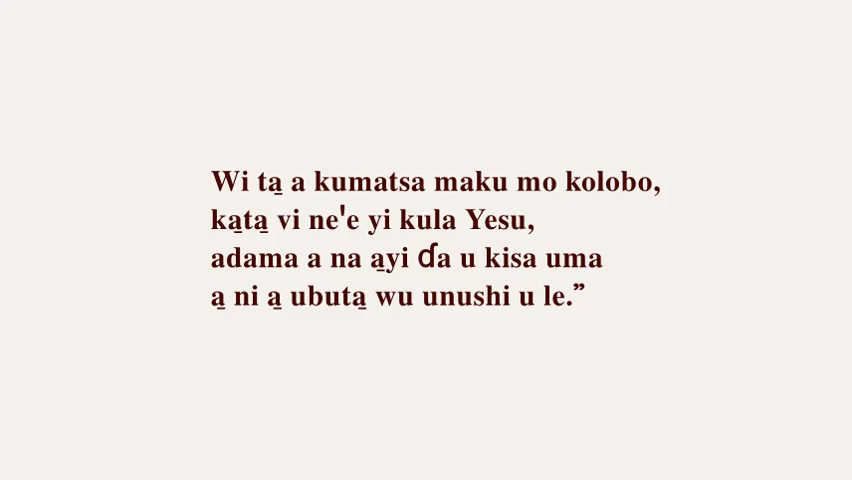 Wi ta̱ a kumatsa maku mo kolobo,
ka̱ta̱ vi neꞌe yi kula Yesu,
adama a na a̱yi ɗa u kisa uma
a̱ ni a̱ ubuta̱ wu unushi u le.”